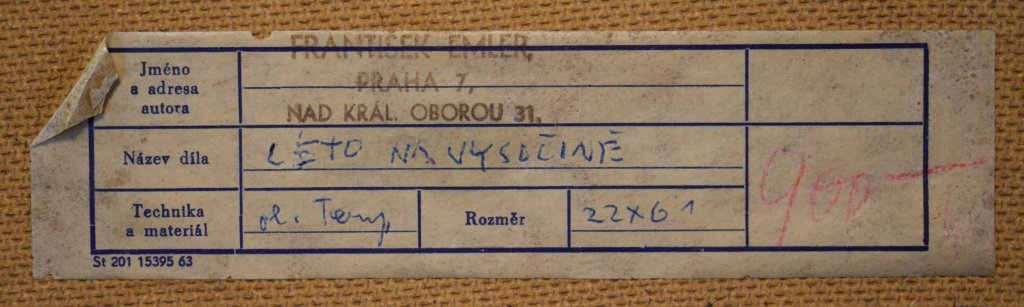 FRANTIŠEK EMLER,
PRAHA 7,
NAD KRÁL. OBOROU 31,
Jméno
a adresa
autora
Název díla
LÉTO NA VYSOČINĚ
Technika
a materiál
ol. Temp,
Rozměr
22x61
900
St 201 15395 63